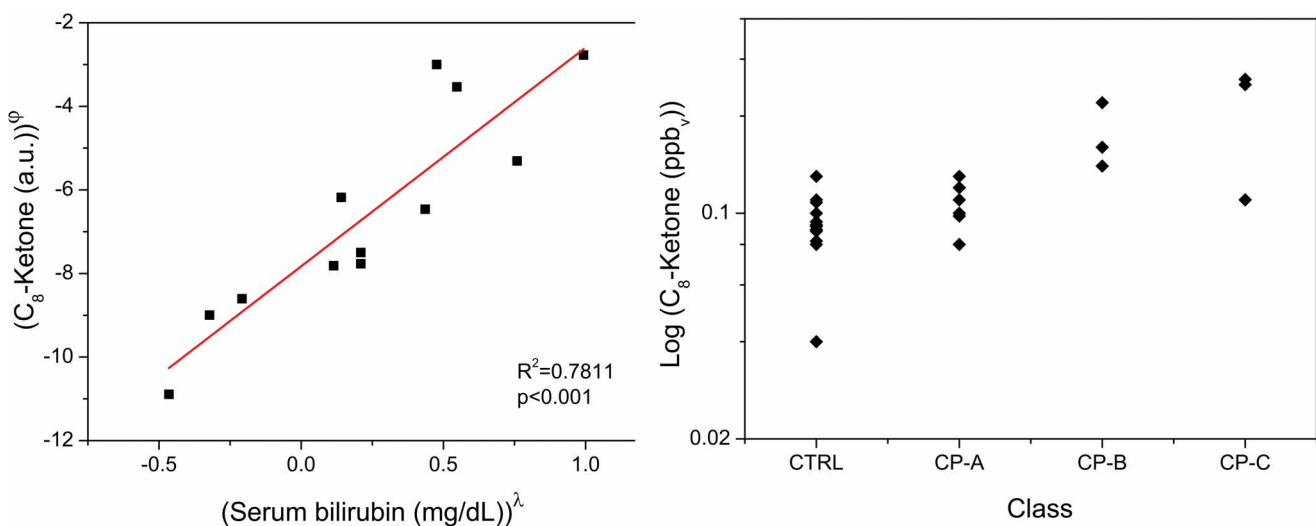 -2
-4
-6
-8
-10
-12
(C₈-Ketone (a.u.))^φ
R²=0.7811
p<0.001
-0.5 0.0 0.5 1.0
(Serum bilirubin (mg/dL))^λ
Log (C₈-Ketone (ppbᵥ))
0.1
0.02
CTRL CP-A CP-B CP-C
Class